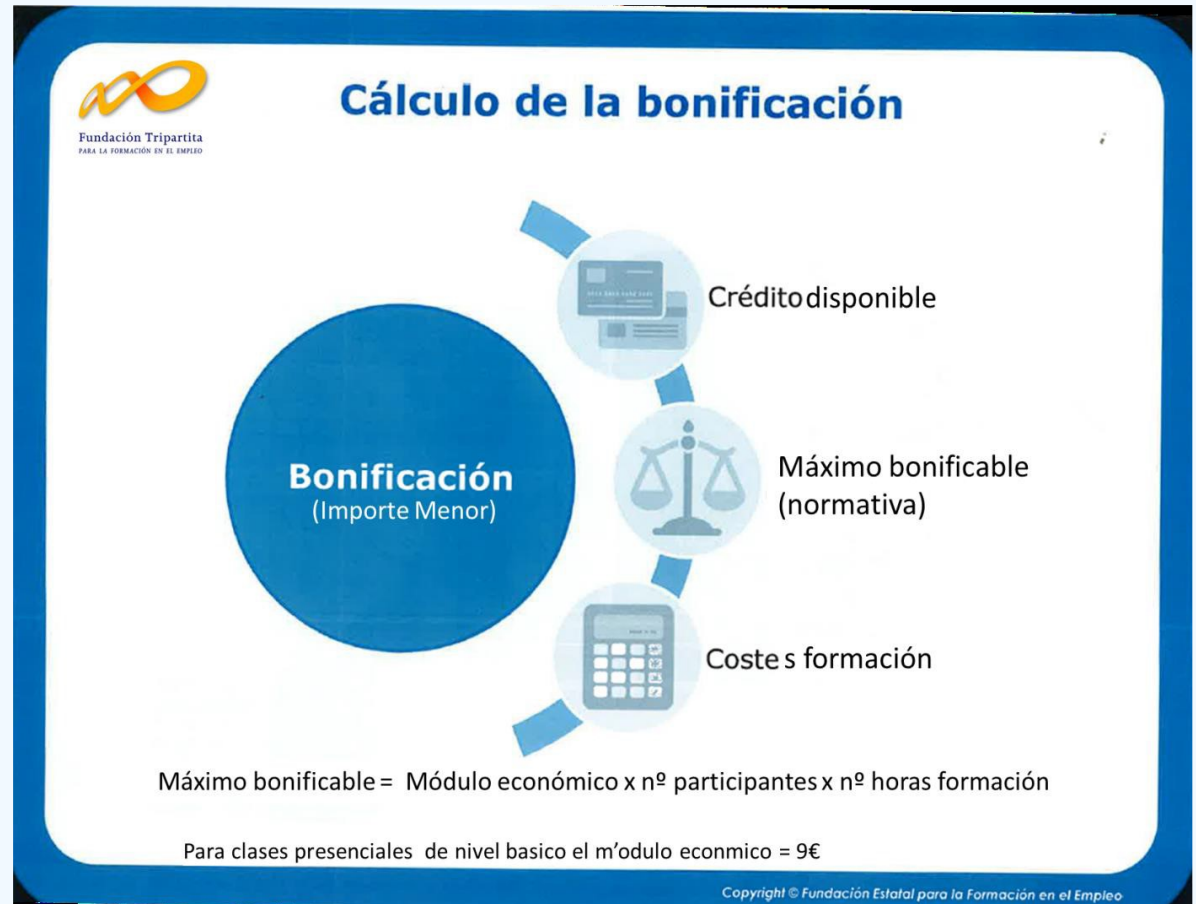 Fundación Tripartita
PARA LA FORMACIÓN EN EL EMPLEO
Cálculo de la bonificación
Crédito disponible
Bonificación
(Importe Menor)
Máximo bonificable
(normativa)
Coste s formación
Máximo bonificable = Módulo económico x nº participantes x nº horas formación
Para clases presenciales de nivel basico el m'odulo econmico = 9€
Copyright © Fundación Estatal para la Formación en el Empleo